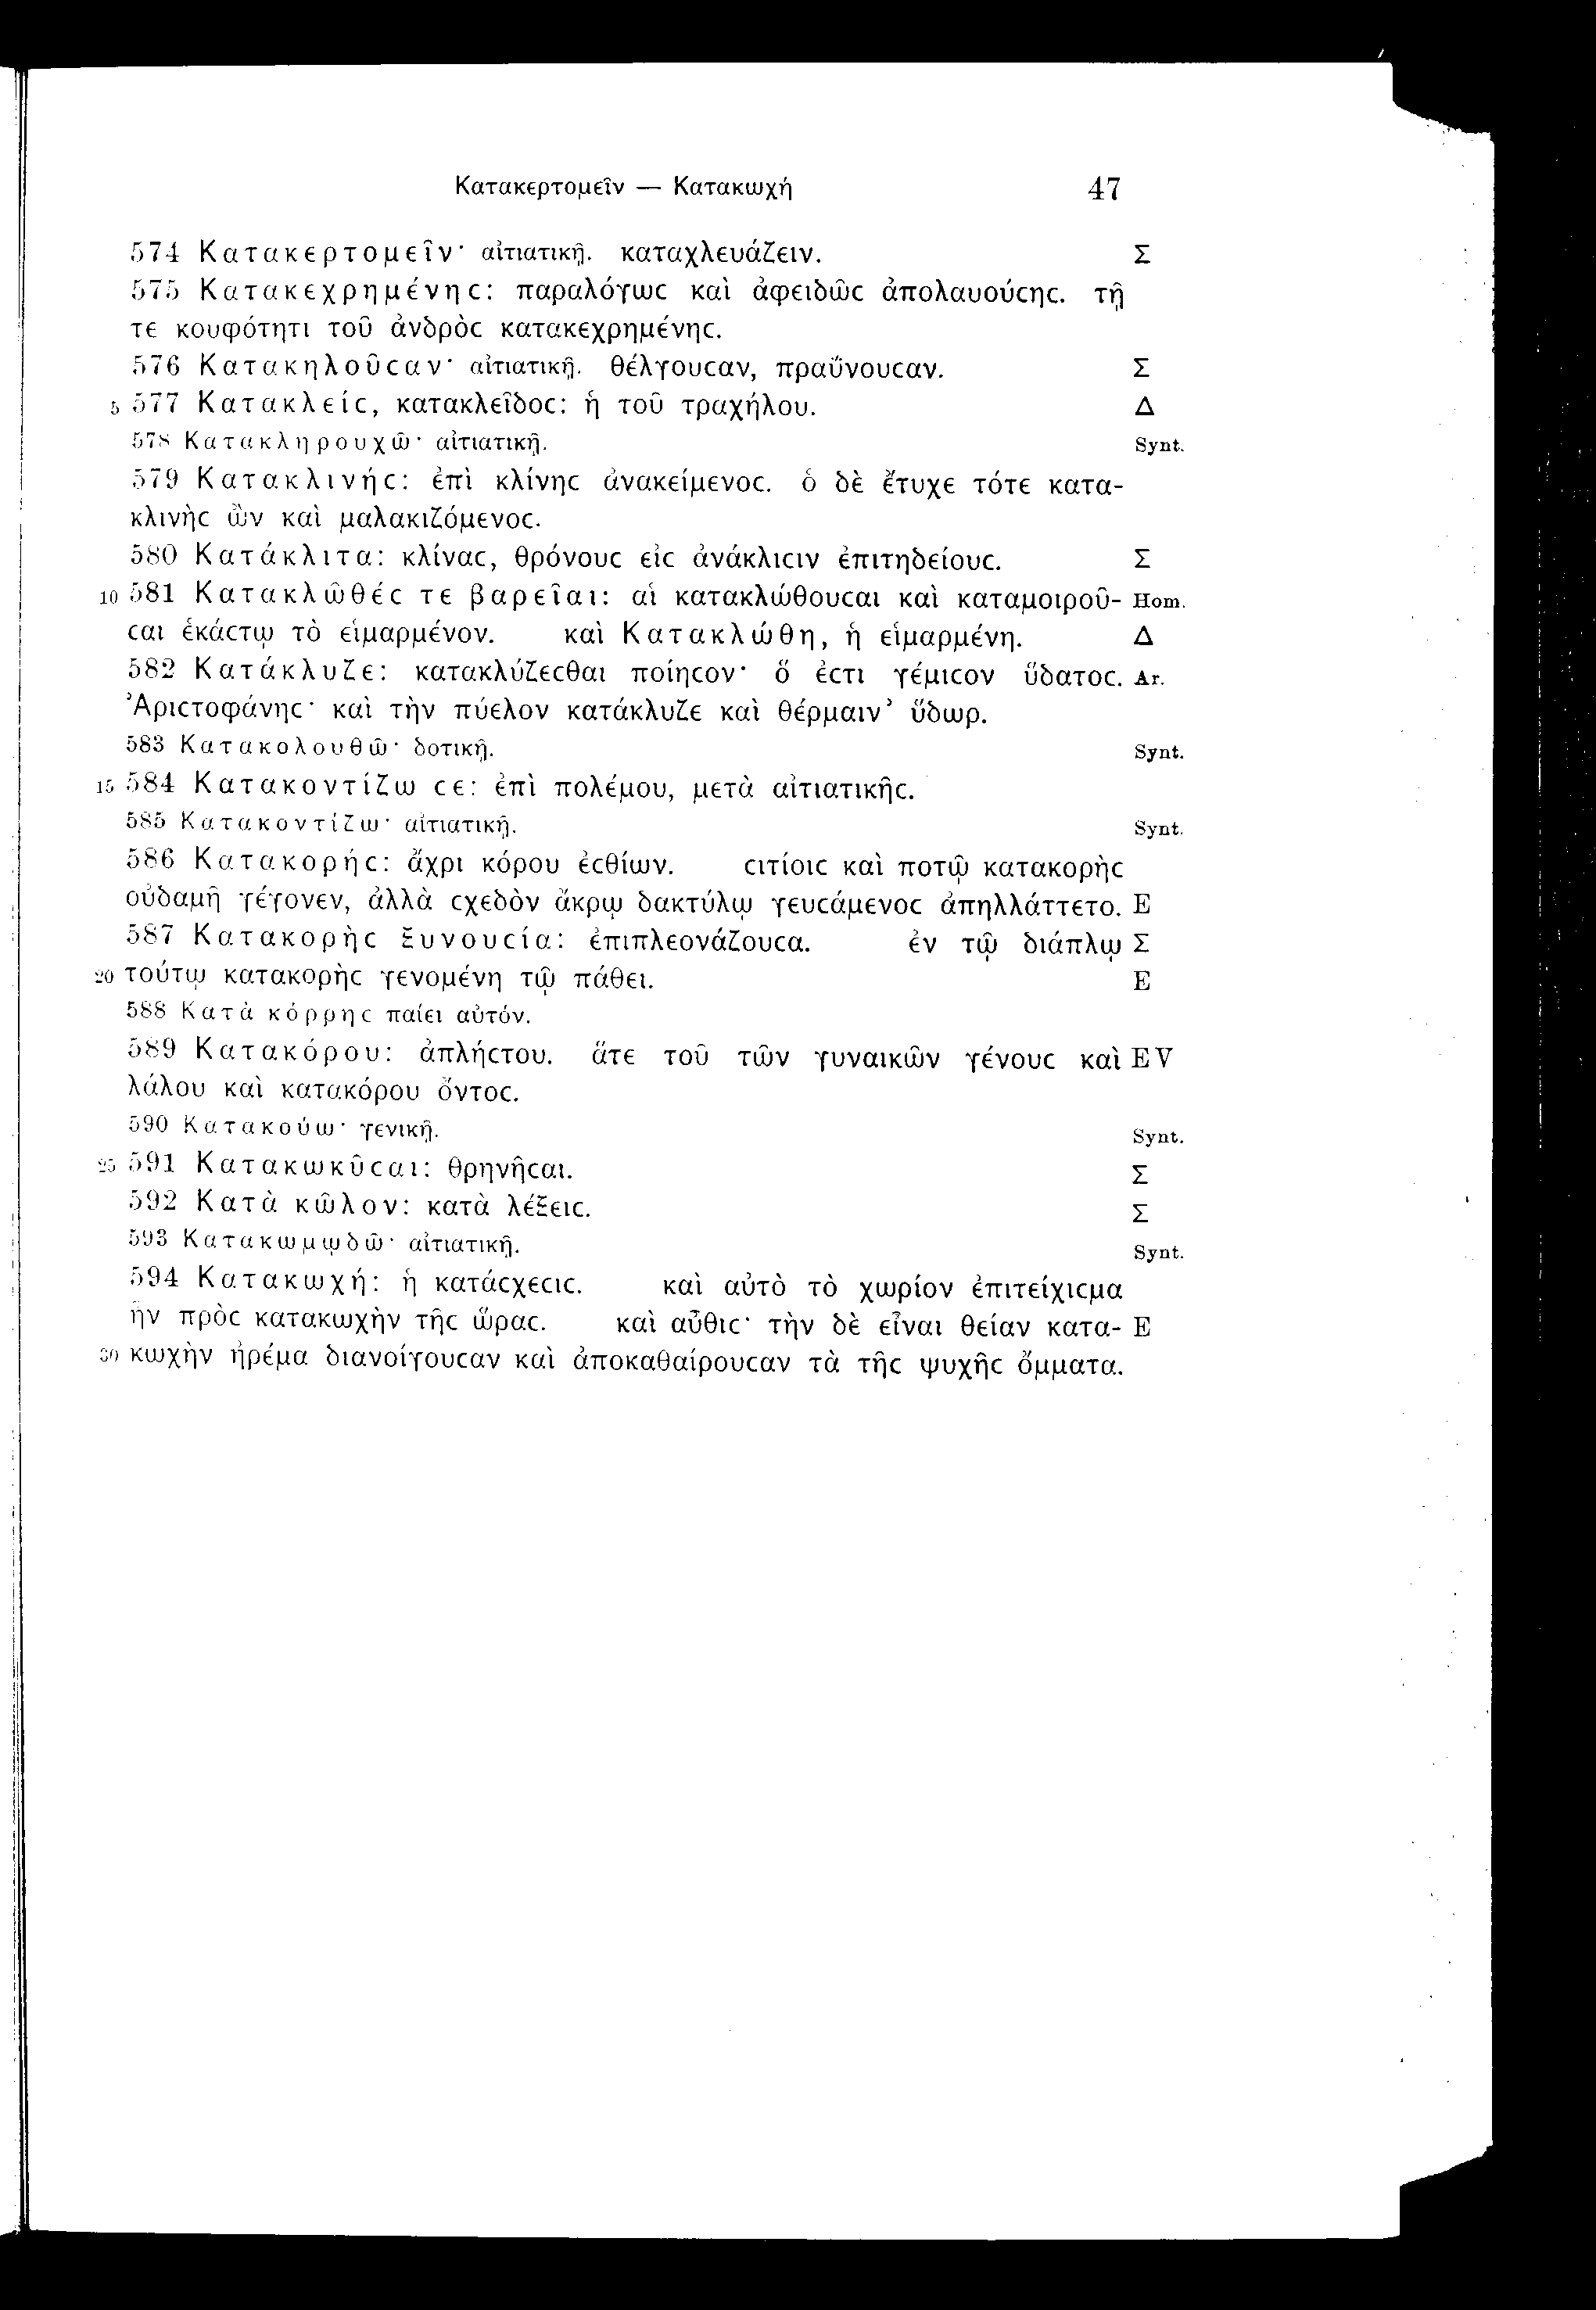 Κατακερτομεῖν — Κατακωχή 47
574 Κατακερτομεῖν· αἰτιατικῇ. καταχλευάζειν. Σ
575 Κατακεχρημένηϲ: παραλόγωϲ καὶ ἀφειδῶϲ ἀπολαυούϲηϲ. τῇ
τε κουφότητι τοῦ ἀνδρὸϲ κατακεχρημένηϲ.
576 Κατακηλοῦϲαν· αἰτιατικῇ. θέλγουϲαν, πραΰνουϲαν. Σ
5 577 Κατακλείϲ, κατακλεῖδοϲ: ἡ τοῦ τραχήλου. Δ
578 Κατακληρουχῶ· αἰτιατικῇ. Synt.
579 Κατακλινήϲ: ἐπὶ κλίνηϲ ἀνακείμενοϲ. ὁ δὲ ἔτυχε τότε κατα-
κλινὴϲ ὢν καὶ μαλακιζόμενοϲ.
580 Κατάκλιτα: κλίναϲ, θρόνουϲ εἰϲ ἀνάκλιϲιν ἐπιτηδείουϲ. Σ
10 581 Κατακλῶθέϲ τε βαρεῖαι: αἱ κατακλώθουϲαι καὶ καταμοιροῦ- Hom.
ϲαι ἑκάϲτῳ τὸ εἱμαρμένον. καὶ Κατακλώθη, ἡ εἱμαρμένη. Δ
582 Κατάκλυζε: κατακλύζεϲθαι ποίηϲον· ὅ ἐϲτι γέμιϲον ὕδατοϲ. Ar.
Ἀριϲτοφάνηϲ· καὶ τὴν πύελον κατάκλυζε καὶ θέρμαιν’ ὕδωρ.
583 Κατακολουθῶ· δοτικῇ. Synt.
15 584 Κατακοντίζω ϲε: ἐπὶ πολέμου, μετὰ αἰτιατικῆϲ.
585 Κατακοντίζω· αἰτιατικῇ. Synt.
586 Κατακορήϲ: ἄχρι κόρου ἐϲθίων. ϲιτίοιϲ καὶ ποτῷ κατακορὴϲ
οὐδαμῆ γέγονεν, ἀλλὰ ϲχεδὸν ἄκρῳ δακτύλῳ γευϲάμενοϲ ἀπηλλάττετο. E
587 Κατακορὴϲ ξυνουϲία: ἐπιπλεονάζουϲα. ἐν τῷ διάπλῳ Σ
20 τούτῳ κατακορὴϲ γενομένη τῷ πάθει. E
588 Κατὰ κόρρηϲ παίει αὐτόν.
589 Κατακόρου: ἀπλήϲτου. ἅτε τοῦ τῶν γυναικῶν γένουϲ καὶ EV
λάλου καὶ κατακόρου ὄντοϲ.
590 Κατακούω· γενικῇ. Synt.
25 591 Κατακωκῦϲαι: θρηνῆϲαι. Σ
592 Κατὰ κῶλον: κατὰ λέξειϲ. Σ
593 Κατακωμῳδῶ· αἰτιατικῇ. Synt.
594 Κατακωχή: ἡ κατάϲχεϲιϲ. καὶ αὐτὸ τὸ χωρίον ἐπιτείχιϲμα
ἦν πρὸϲ κατακωχὴν τῆϲ ὥραϲ. καὶ αὖθιϲ· τὴν δὲ εἶναι θείαν κατα- E
30 κωχὴν ἠρέμα διανοίγουϲαν καὶ ἀποκαθαίρουϲαν τὰ τῆϲ ψυχῆϲ ὄμματα.